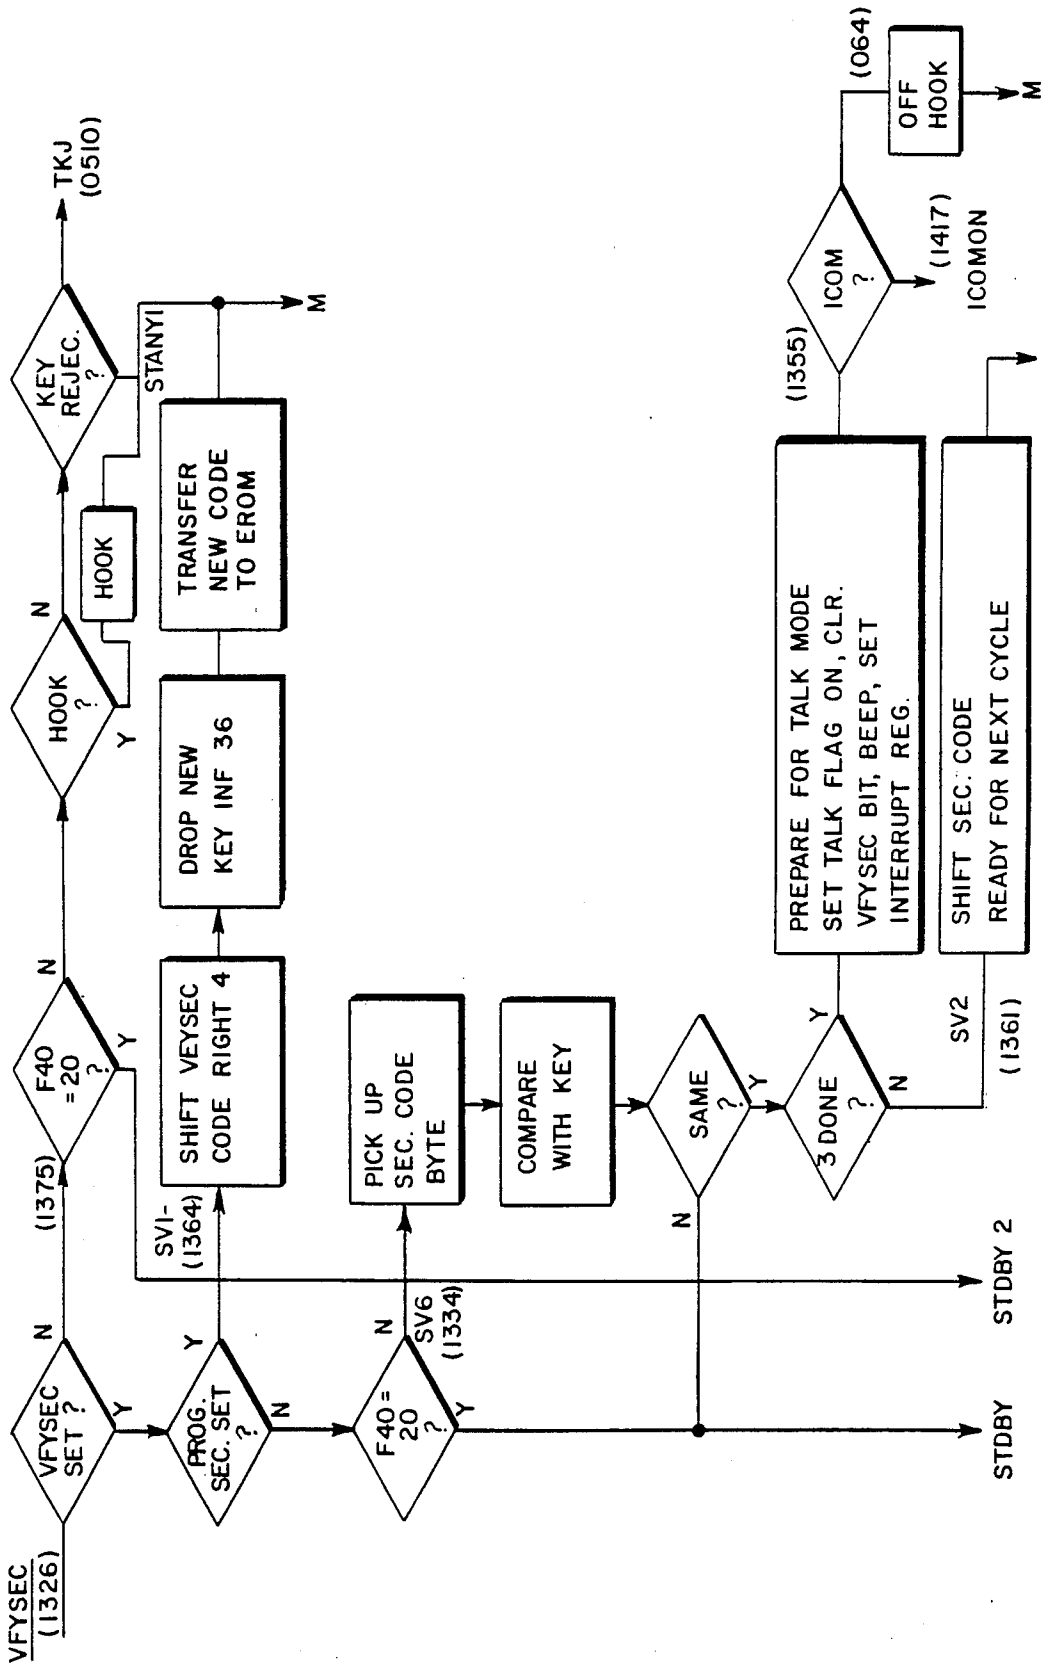 VFYSEC
(1326)
VFYSEC
SET ?
N
Y
(1375)
F40
=20
?
N
Y
HOOK
?
N
Y
HOOK
KEY
REJEC.
?
TKJ
(0510)
STANYI
M
PROG.
SEC. SET
?
Y
N
SVI-
(1364)
SHIFT VEYSEC
CODE RIGHT 4
DROP NEW
KEY INF 36
TRANSFER
NEW CODE
TO EROM
F40=
20
?
N
Y
SV6
(1334)
PICK UP
SEC. CODE
BYTE
COMPARE
WITH KEY
SAME
?
N
Y
3 DONE
?
Y
N
PREPARE FOR TALK MODE
SET TALK FLAG ON, CLR.
VFYSEC BIT, BEEP, SET
INTERRUPT REG.
(1355)
ICOM
?
(064)
OFF
HOOK
M
(1417)
ICOMON
SV2
(1361)
SHIFT SEC. CODE
READY FOR NEXT CYCLE
STDBY
STDBY 2